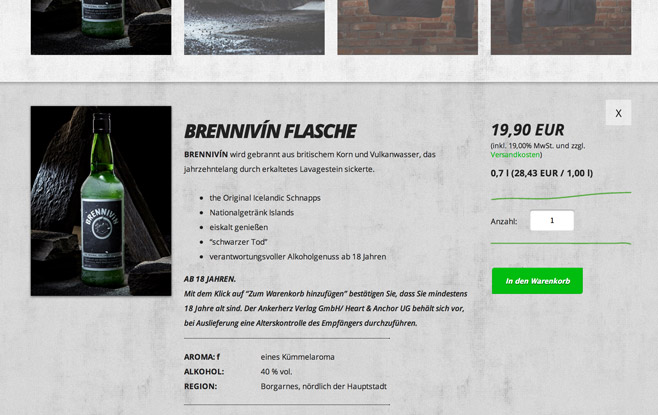 BRENNIVÍN
BRENNIVÍN FLASCHE
BRENNIVÍN wird gebrannt aus britischem Korn und Vulkanwasser, das
jahrzehntelang durch erkaltetes Lavagestein sickerte.
the Original Icelandic Schnapps
Nationalgetränk Islands
eiskalt genießen
"schwarzer Tod"
verantwortungsvoller Alkoholgenuss ab 18 Jahren
AB 18 JAHREN.
Mit dem Klick auf "Zum Warenkorb hinzufügen" bestätigen Sie, dass Sie mindestens
18 Jahre alt sind. Der Ankerherz Verlag GmbH/ Heart & Anchor UG behält sich vor,
bei Auslieferung eine Alterskontrolle des Empfängers durchzuführen.
AROMA: f eines Kümmelaroma
ALKOHOL: 40 % vol.
REGION: Borgarnes, nördlich der Hauptstadt
X
19,90 EUR
(inkl. 19,00% MwSt. und zzgl.
Versandkosten)
0,7 l (28,43 EUR / 1,00 l)
Anzahl: 1
In den Warenkorb